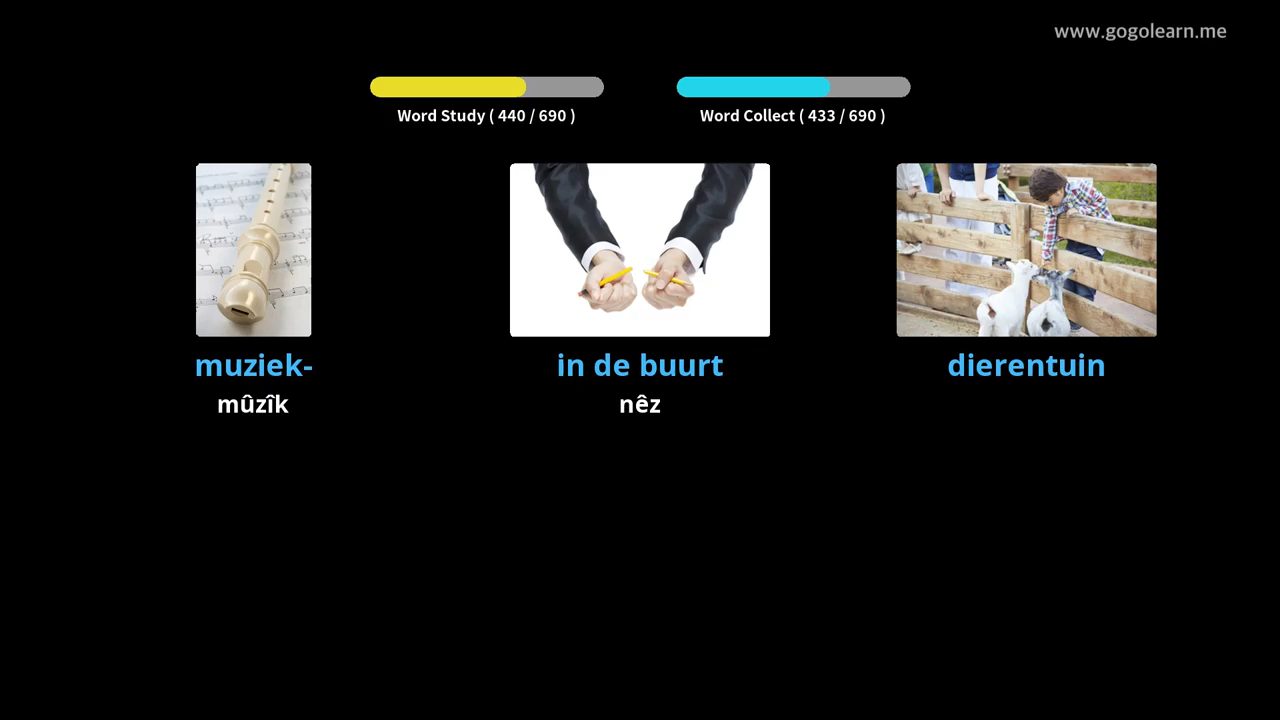 www.gogolearn.me
Word Study ( 440 / 690 )
Word Collect ( 433 / 690 )
muziek-
in de buurt
dierentuin
mûzîk
nêz